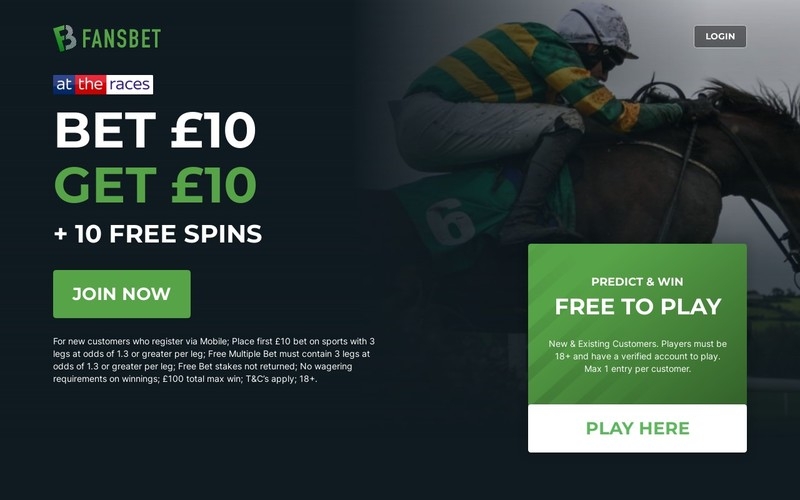 FANSBET
LOGIN
at the races
BET £10
GET £10
+ 10 FREE SPINS
JOIN NOW
For new customers who register via Mobile; Place first £10 bet on sports with 3
legs at odds of 1.3 or greater per leg; Free Multiple Bet must contain 3 legs at
odds of 1.3 or greater per leg; Free Bet stakes not returned; No wagering
requirements on winnings; £100 total max win; T&C's apply; 18+.
6
PREDICT & WIN
FREE TO PLAY
New & Existing Customers. Players must be
18+ and have a verified account to play.
Max 1 entry per customer.
PLAY HERE